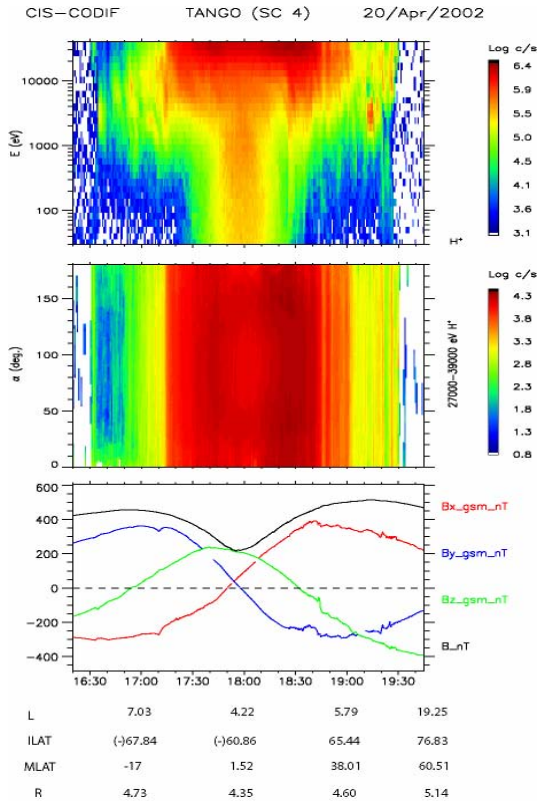 CIS-CODIF TANGO (SC 4) 20/Apr/2002
Log c/s
E (eV)
10000
1000
100
6.4
5.9
5.5
5.0
4.5
4.1
3.6
3.1
H+
Log c/s
α (deg.)
150
100
50
0
27000-39000 eV H+
4.3
3.8
3.3
2.8
2.3
1.8
1.3
0.8
600
400
200
0
-200
-400
Bx_gsm_nT
By_gsm_nT
Bz_gsm_nT
B_nT
16:30 17:00 17:30 18:00 18:30 19:00 19:30
L 7.03 4.22 5.79 19.25
ILAT (-)67.84 (-)60.86 65.44 76.83
MLAT -17 1.52 38.01 60.51
R 4.73 4.35 4.60 5.14